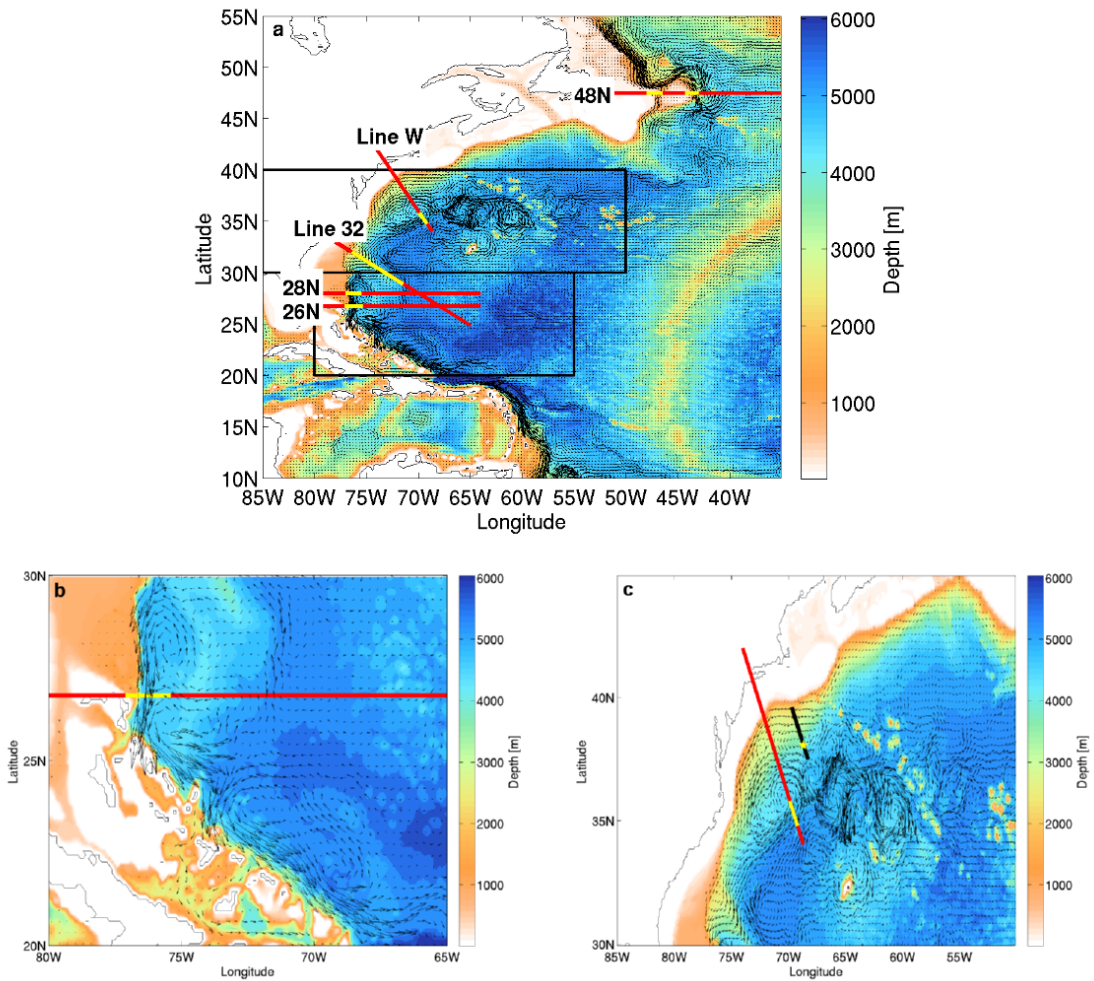 a
55N
50N
45N
40N
35N
30N
25N
20N
15N
10N
Latitude
85W 80W 75W 70W 65W 60W 55W 50W 45W 40W
Longitude
48N
Line W
Line 32
28N
26N
6000
5000
4000
3000
2000
1000
Depth [m]
b
30N
25N
20N
Latitude
80W 75W 70W 65W
Longitude
6000
5000
4000
3000
2000
1000
Depth [m]
c
40N
35N
30N
Latitude
85W 80W 75W 70W 65W 60W 55W
Longitude
6000
5000
4000
3000
2000
1000
Depth [m]